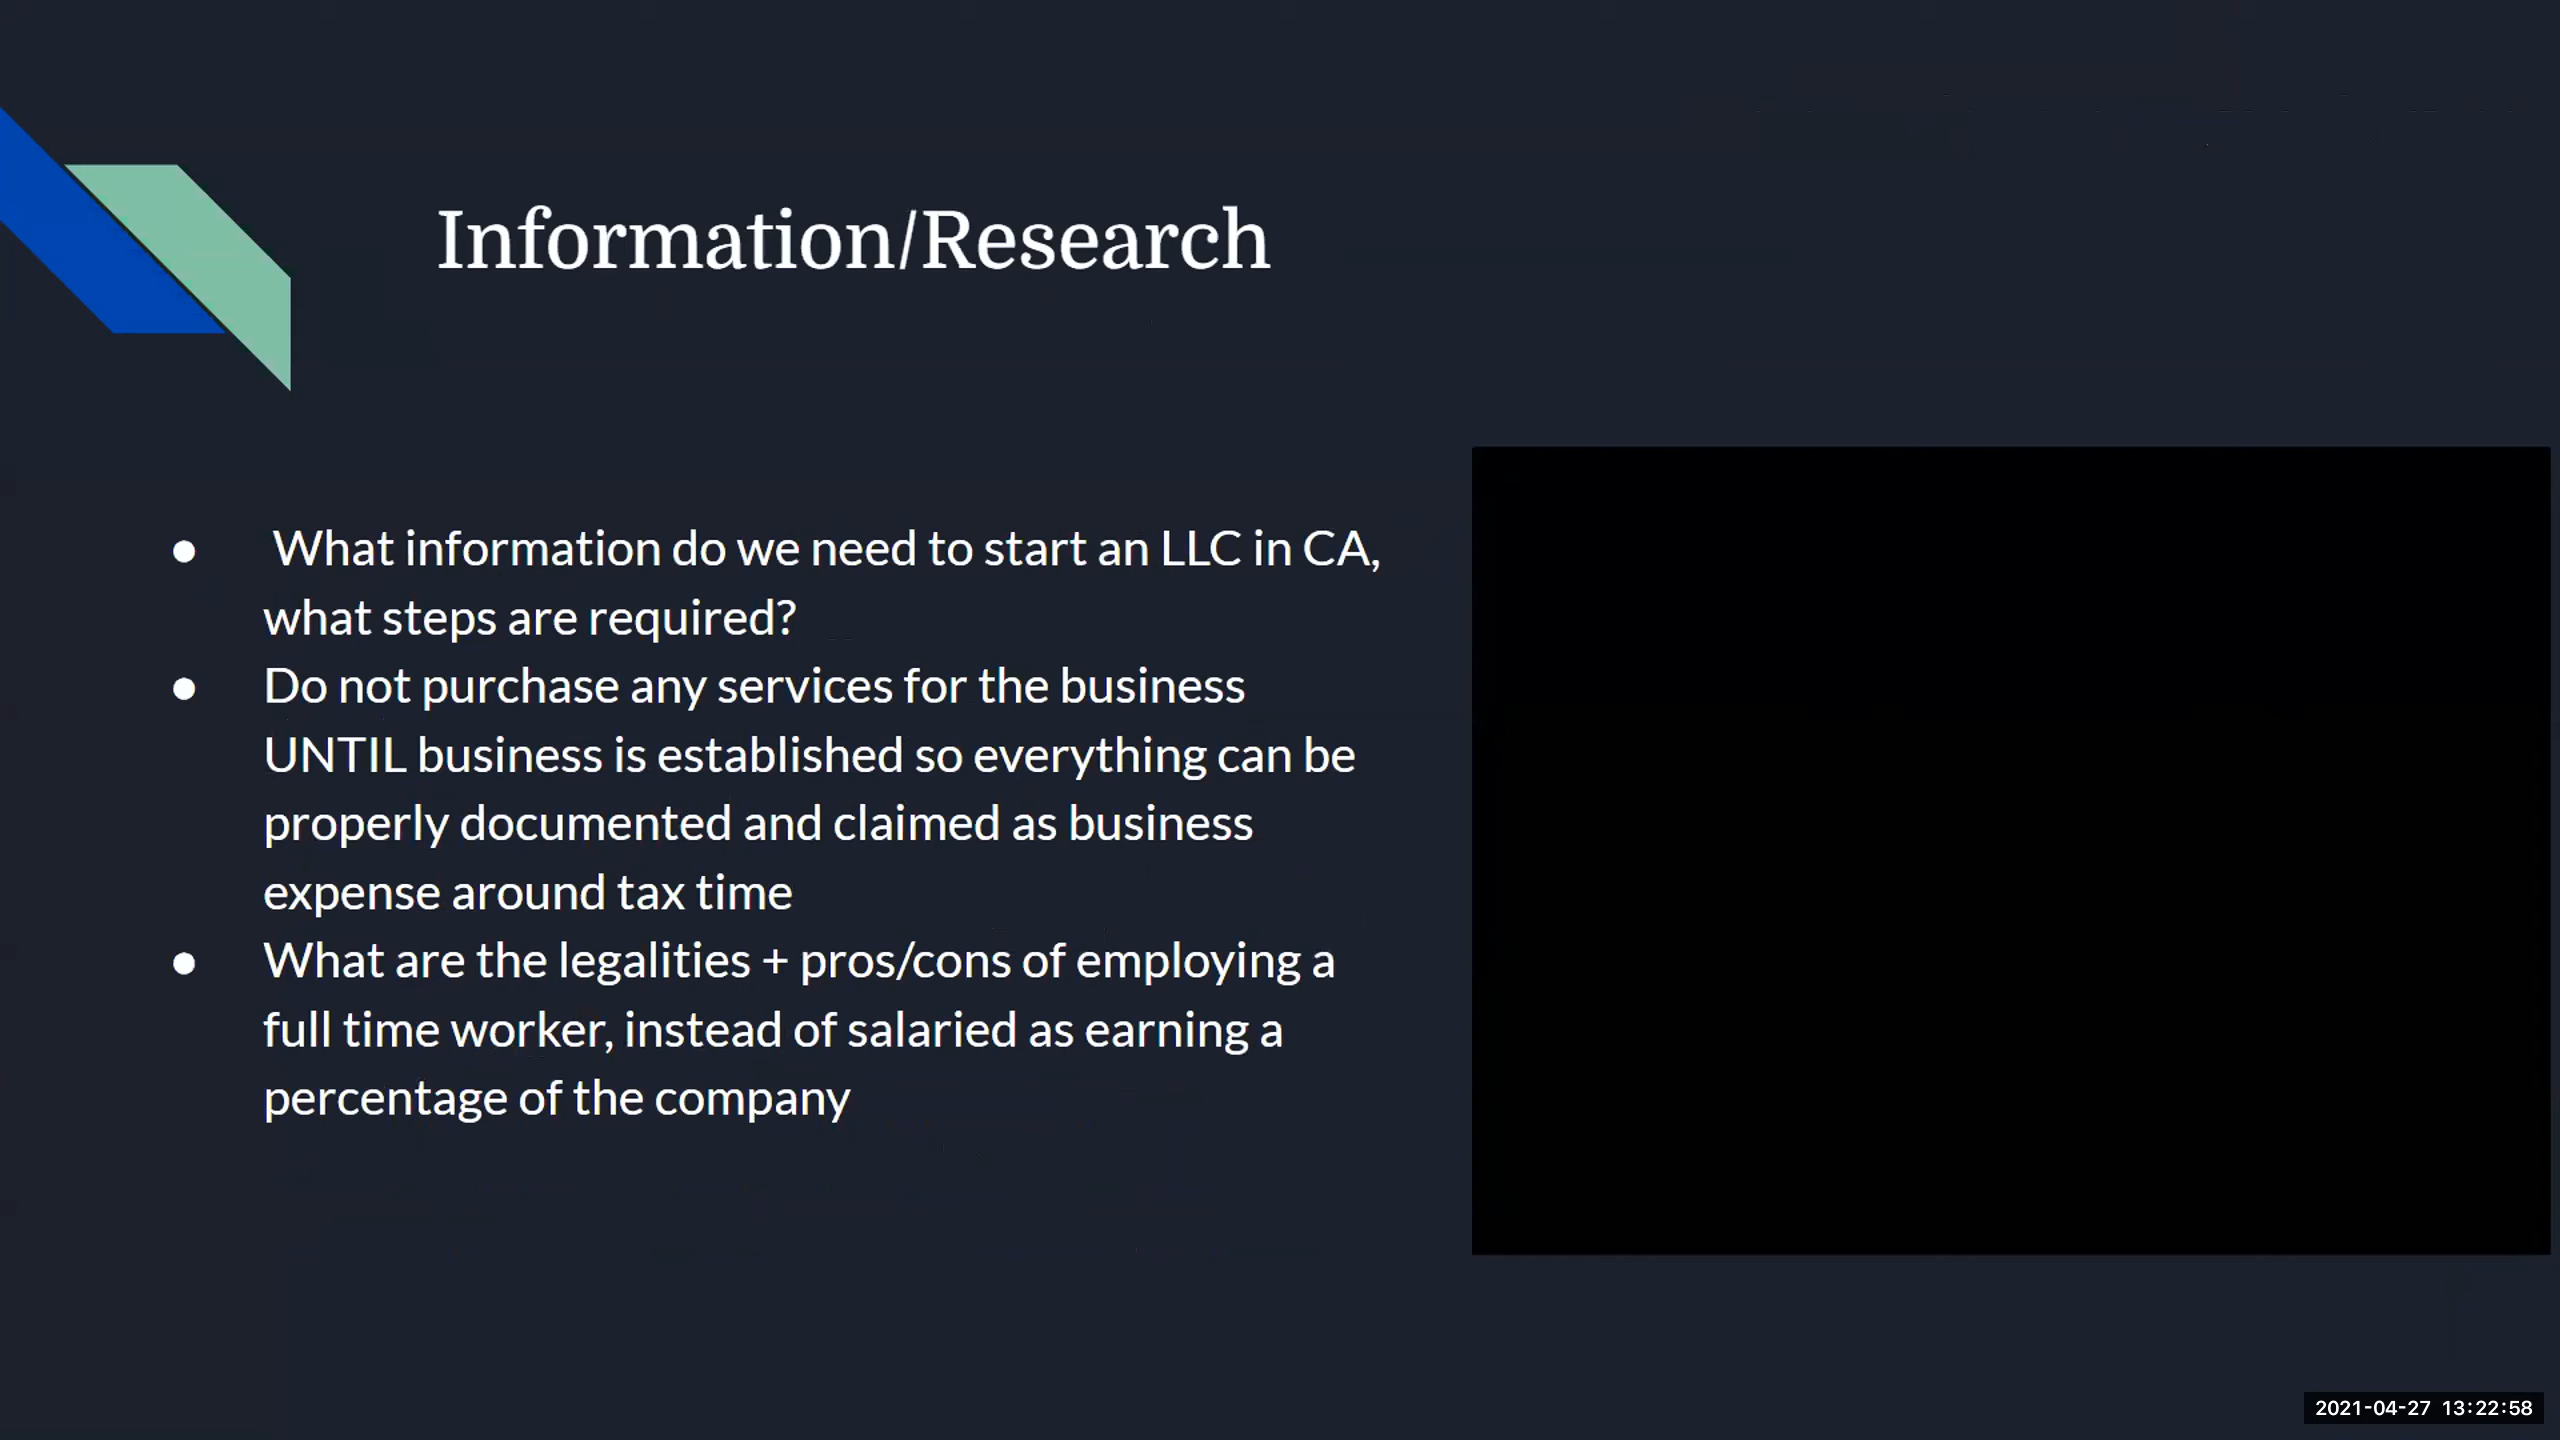 Information/Research
● What information do we need to start an LLC in CA,
what steps are required?
● Do not purchase any services for the business
UNTIL business is established so everything can be
properly documented and claimed as business
expense around tax time
● What are the legalities + pros/cons of employing a
full time worker, instead of salaried as earning a
percentage of the company
2021-04-27 13:22:58